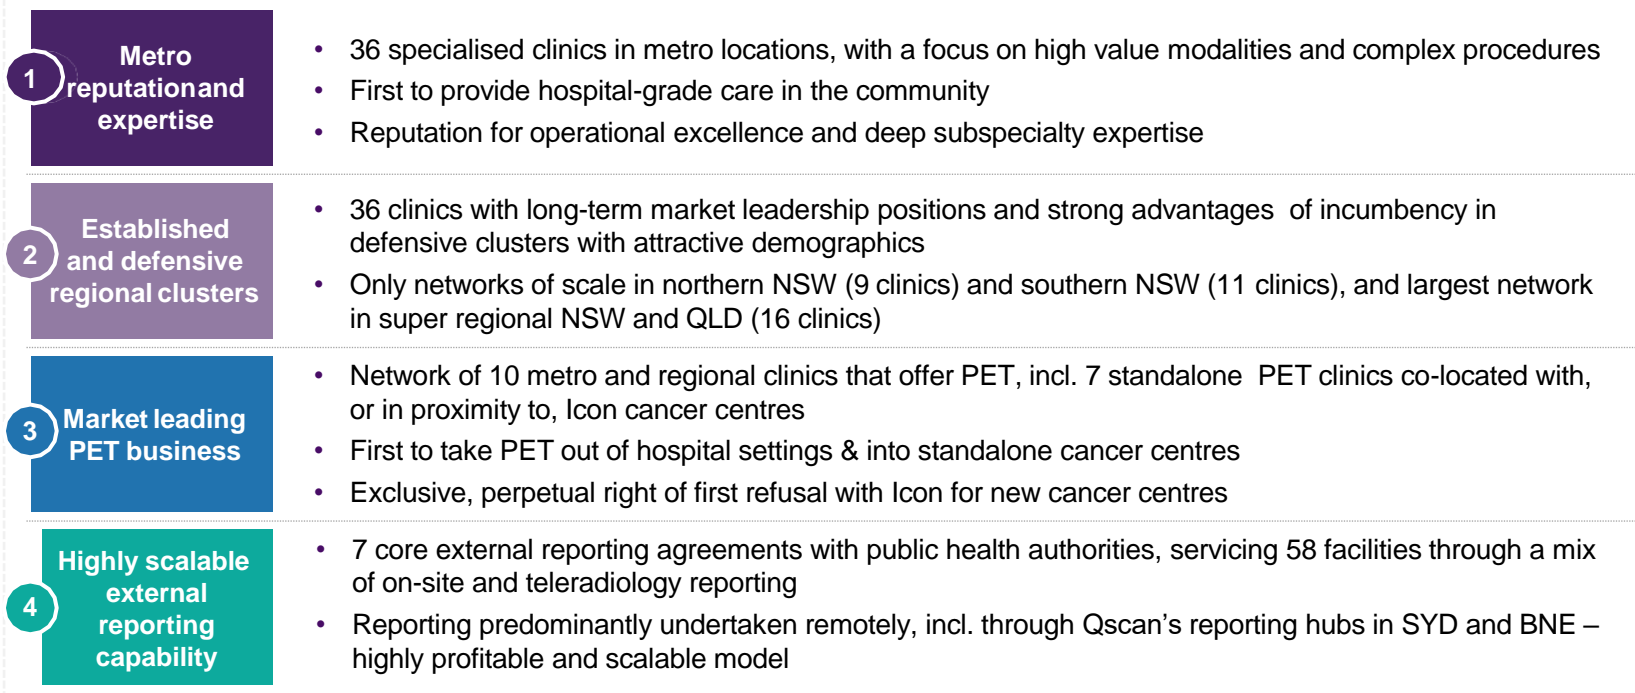 1
Metro
reputation and
expertise
• 36 specialised clinics in metro locations, with a focus on high value modalities and complex procedures
• First to provide hospital-grade care in the community
• Reputation for operational excellence and deep subspecialty expertise
2
Established
and defensive
regional clusters
• 36 clinics with long-term market leadership positions and strong advantages of incumbency in
defensive clusters with attractive demographics
• Only networks of scale in northern NSW (9 clinics) and southern NSW (11 clinics), and largest network
in super regional NSW and QLD (16 clinics)
3
Market leading
PET business
• Network of 10 metro and regional clinics that offer PET, incl. 7 standalone PET clinics co-located with,
or in proximity to, Icon cancer centres
• First to take PET out of hospital settings & into standalone cancer centres
• Exclusive, perpetual right of first refusal with Icon for new cancer centres
4
Highly scalable
external
reporting
capability
• 7 core external reporting agreements with public health authorities, servicing 58 facilities through a mix
of on-site and teleradiology reporting
• Reporting predominantly undertaken remotely, incl. through Qscan's reporting hubs in SYD and BNE –
highly profitable and scalable model